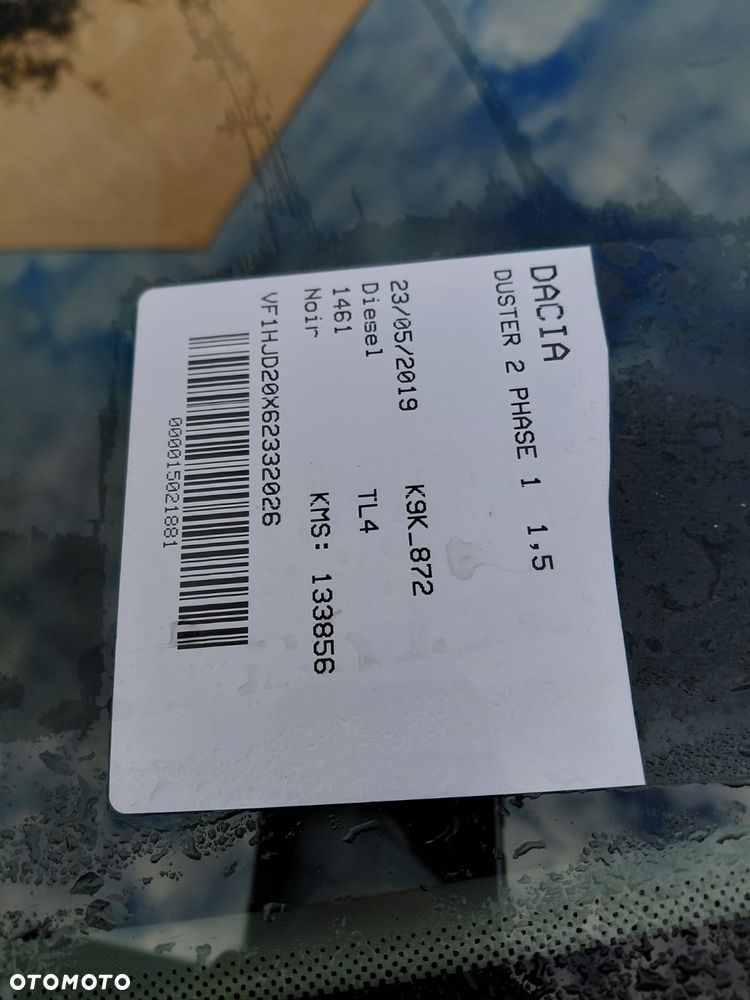 DACIA
DUSTER 2 PHASE 1 1,5
23/05/2019 K9K_872
Diesel TL4
1461
Noir KMS: 133856
VF1HJD20X62332026
000015021881
OTOMOTO